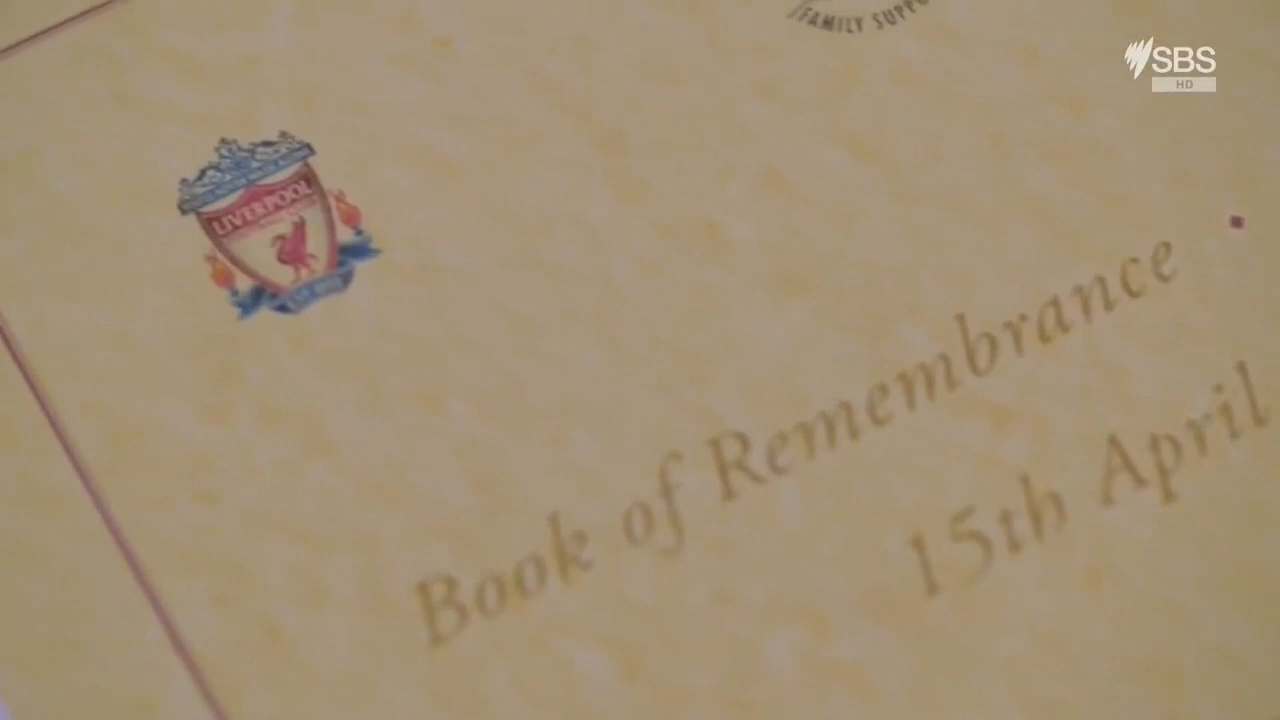 FAMILY SUPPO
SBS
HD
LIVERPOOL
Book of Remembrance
15th April